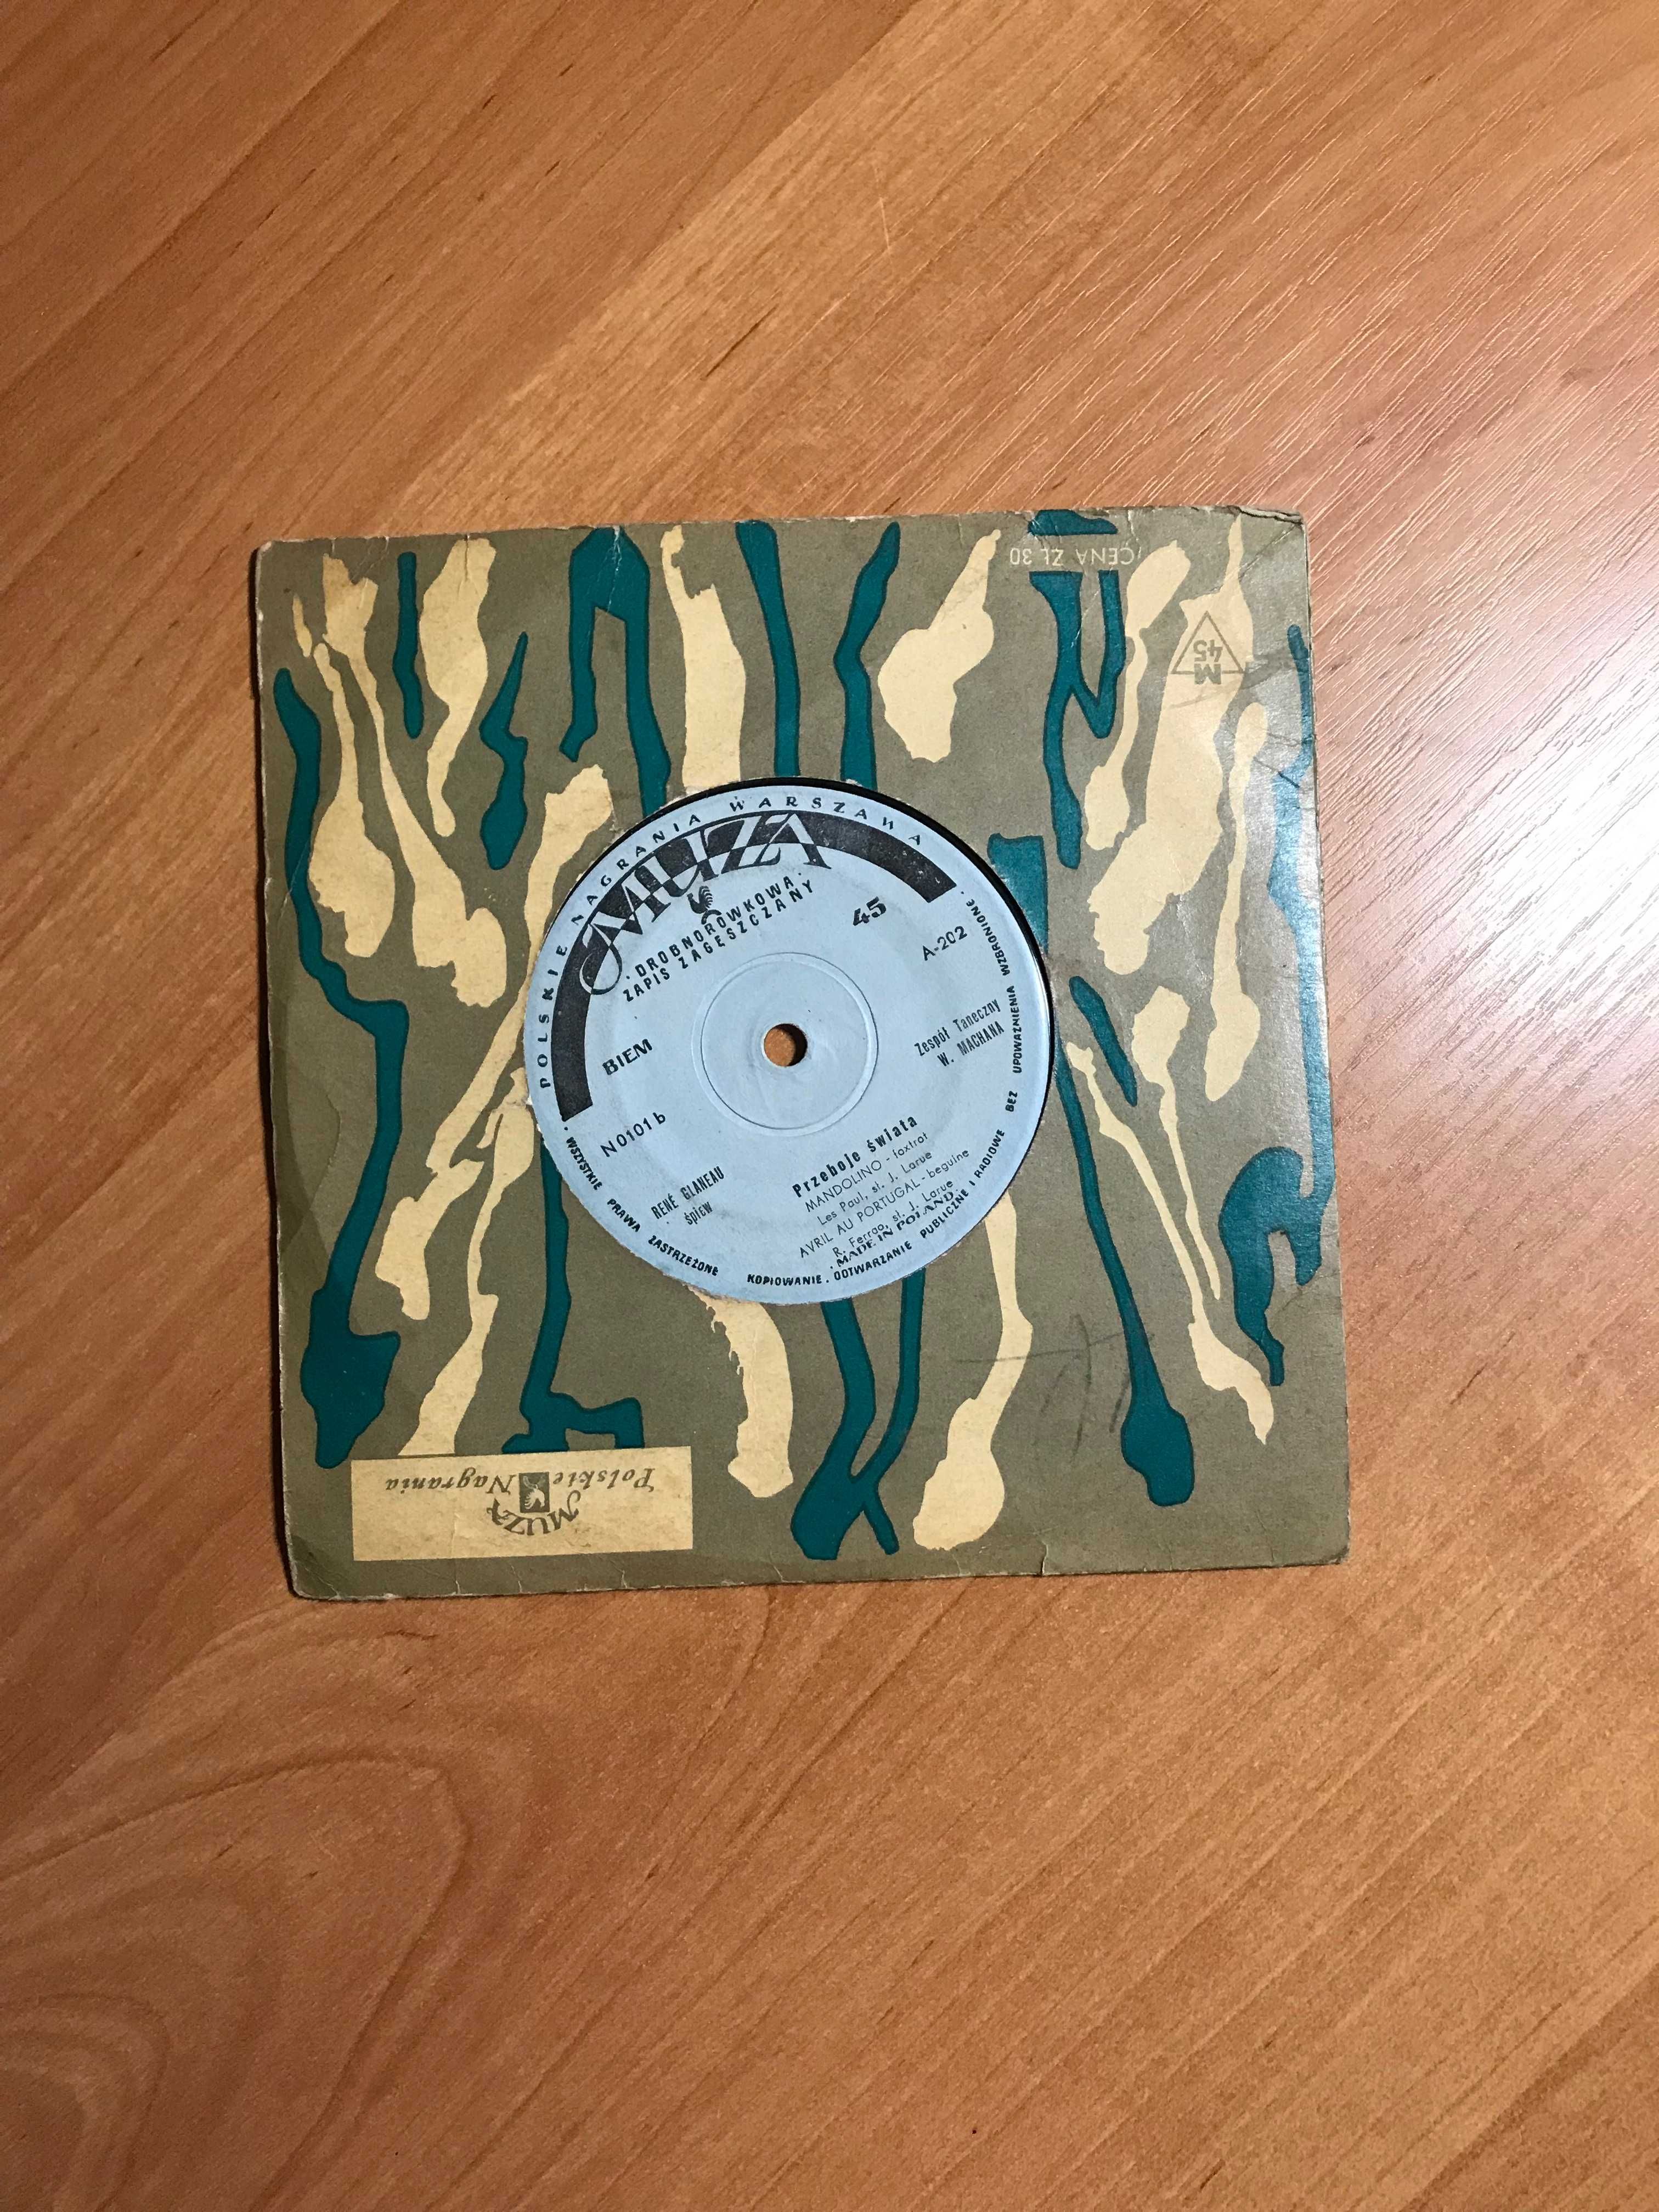 POLSKIE NAGRANIA WARSZAWA
MUZA
. DROBNOROWKOWA .
ZAPIS ZAGESZCZANY
45
BIEM
A-202
N0101 b
Zespół Taneczny
W. MACHANA
RENÉ GLANEAU
śpiew
Przeboje świata
MANDOLINO - foxtrot
Les Paul, sł. J. Larue
AVRIL AU PORTUGAL - beguine
R. Ferrao, sł. J. Larue
. MADE IN POLAND .
. WSZYSTKIE PRAWA ZASTRZEŻONE KOPIOWANIE . ODTWARZANIE PUBLICZNE I RADIOWE BEZ UPOWAŻNIENIA WZBRONIONE .
CENA ZŁ 30
M
45
Polskie Nagrania
MUZA